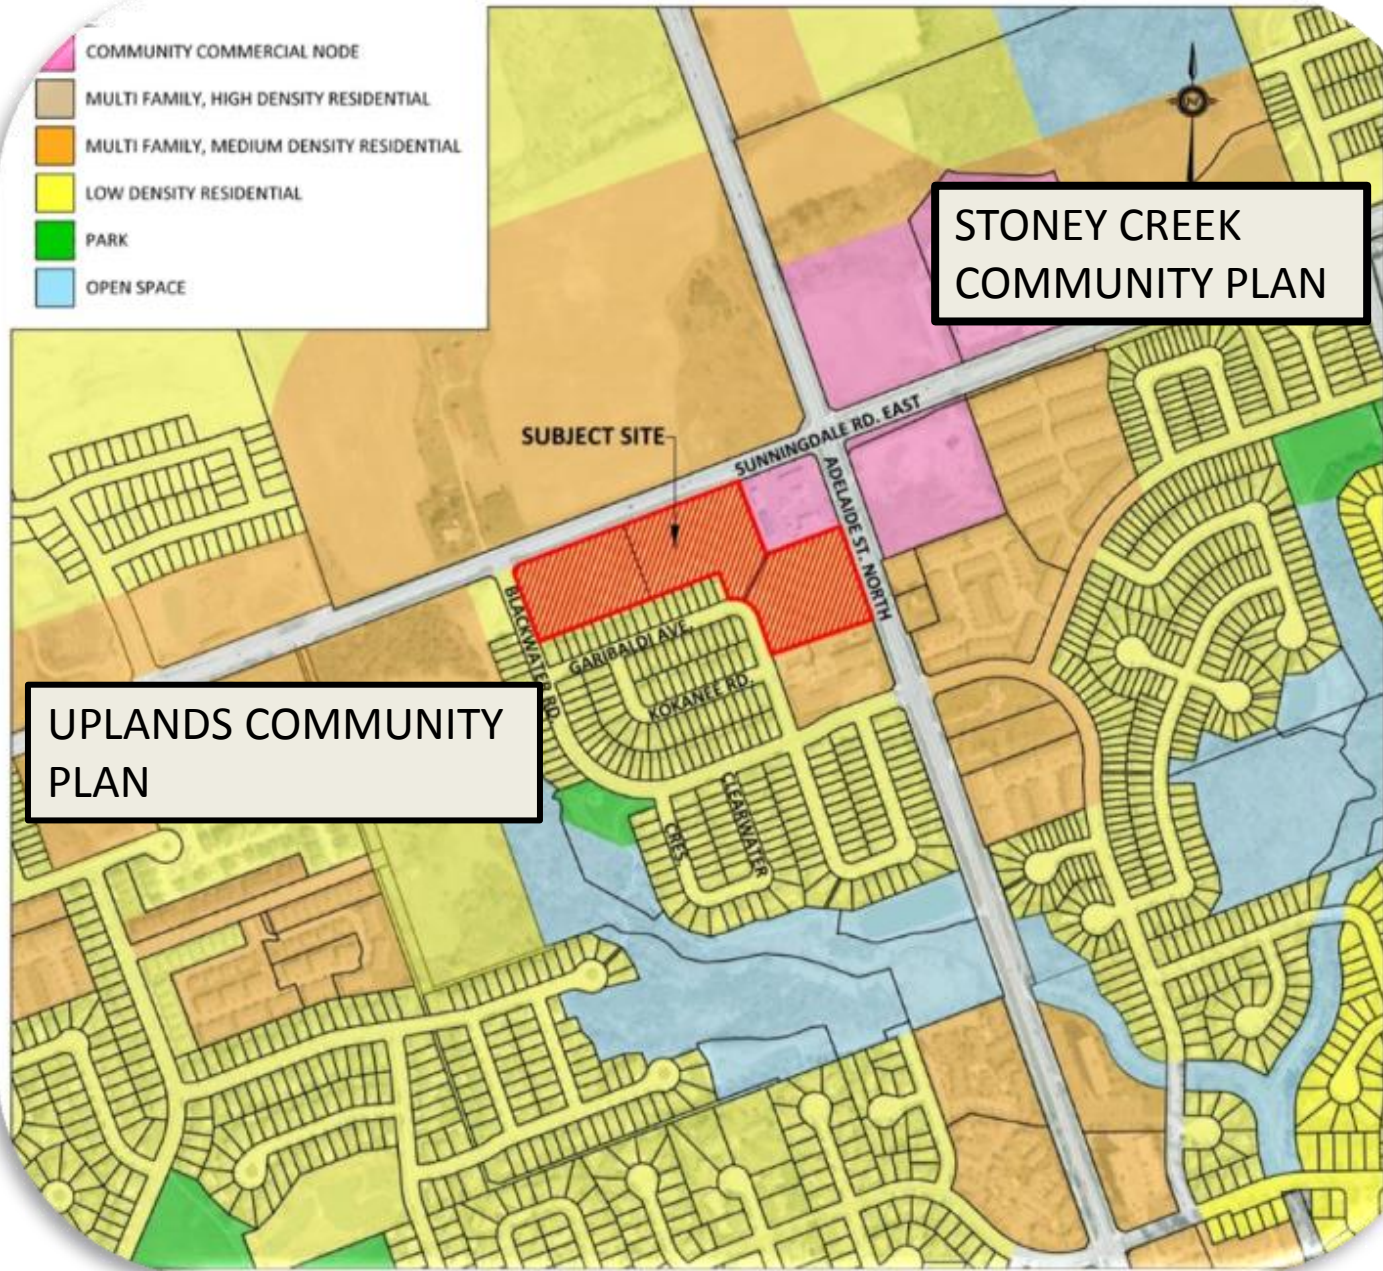 COMMUNITY COMMERCIAL NODE
MULTI FAMILY, HIGH DENSITY RESIDENTIAL
MULTI FAMILY, MEDIUM DENSITY RESIDENTIAL
LOW DENSITY RESIDENTIAL
PARK
OPEN SPACE
N
STONEY CREEK
COMMUNITY PLAN
SUBJECT SITE
SUNNINGDALE RD. EAST
ADELAIDE ST. NORTH
BLACKWATER RD.
GARIBALDI AVE.
KOKANEE RD.
UPLANDS COMMUNITY
PLAN
CLEARWATER
CRES